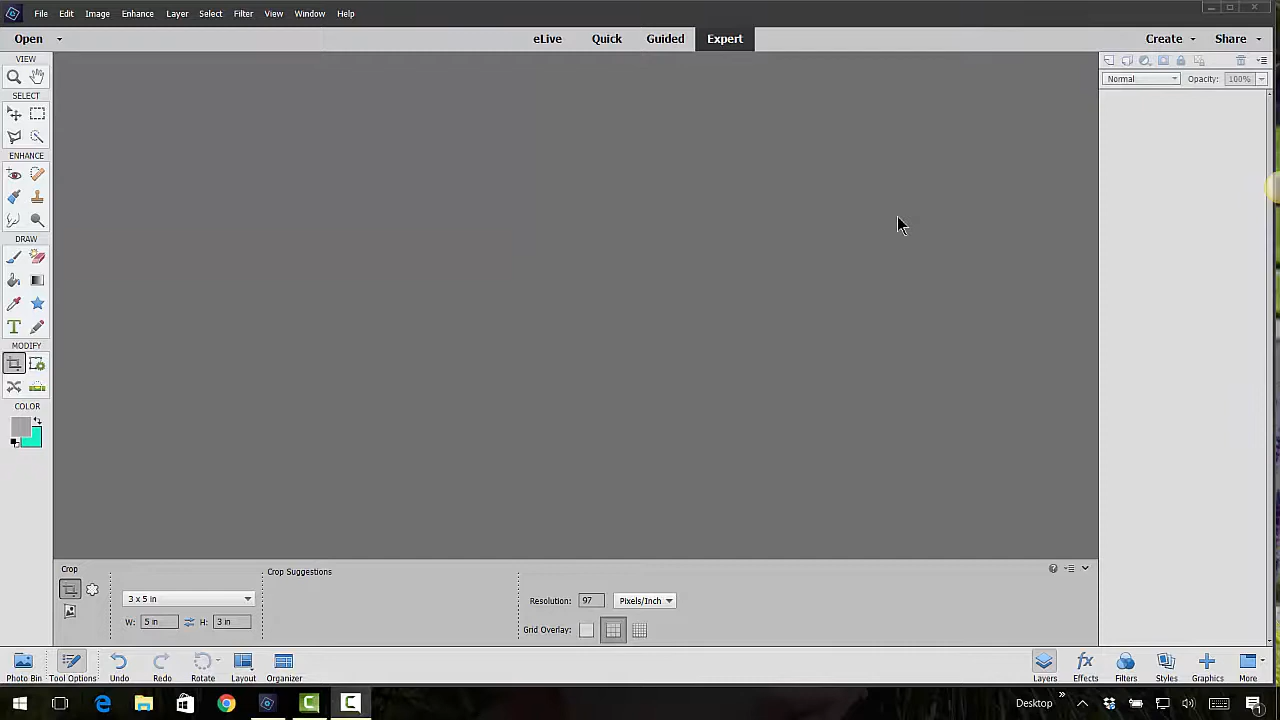 File Edit Image Enhance Layer Select Filter View Window Help
Open eLive Quick Guided Expert Create Share
VIEW
Normal Opacity: 100%
SELECT
ENHANCE
DRAW
T
MODIFY
COLOR
Crop Crop Suggestions
3 x 5 in Resolution: 97 Pixels/Inch
W: 5 in H: 3 in Grid Overlay:
Photo Bin Tool Options Undo Redo Rotate Layout Organizer Layers Effects Filters Styles Graphics More
Desktop